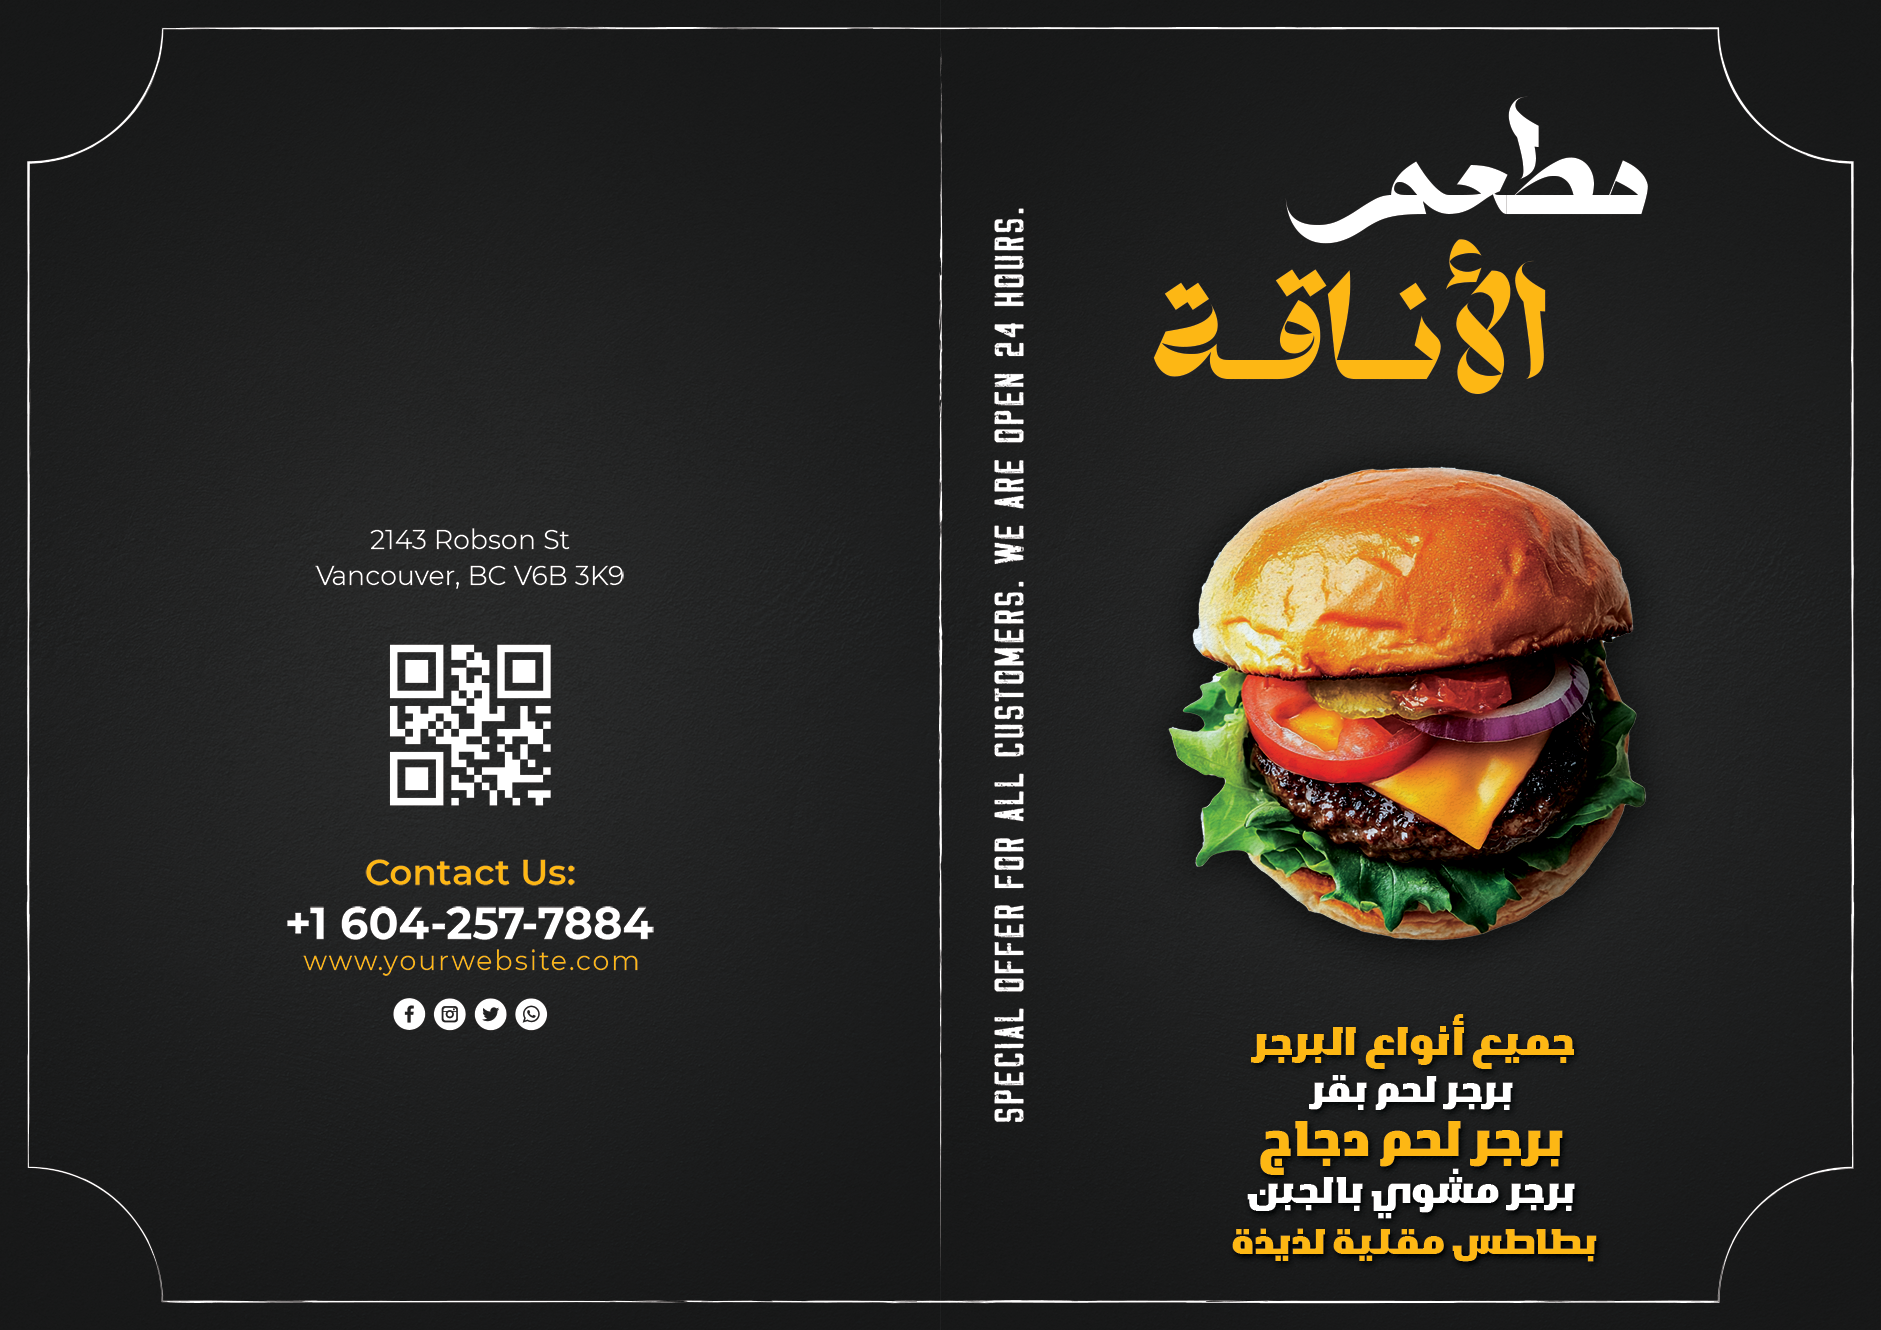 مطعم
الأناقة
SPECIAL OFFER FOR ALL CUSTOMERS. WE ARE OPEN 24 HOURS.
جميع أنواع البرجر
برجر لحم بقر
برجر لحم دجاج
برجر مشوي بالجبن
بطاطس مقلية لذيذة
2143 Robson St
Vancouver, BC V6B 3K9
Contact Us:
+1 604-257-7884
www.yourwebsite.com